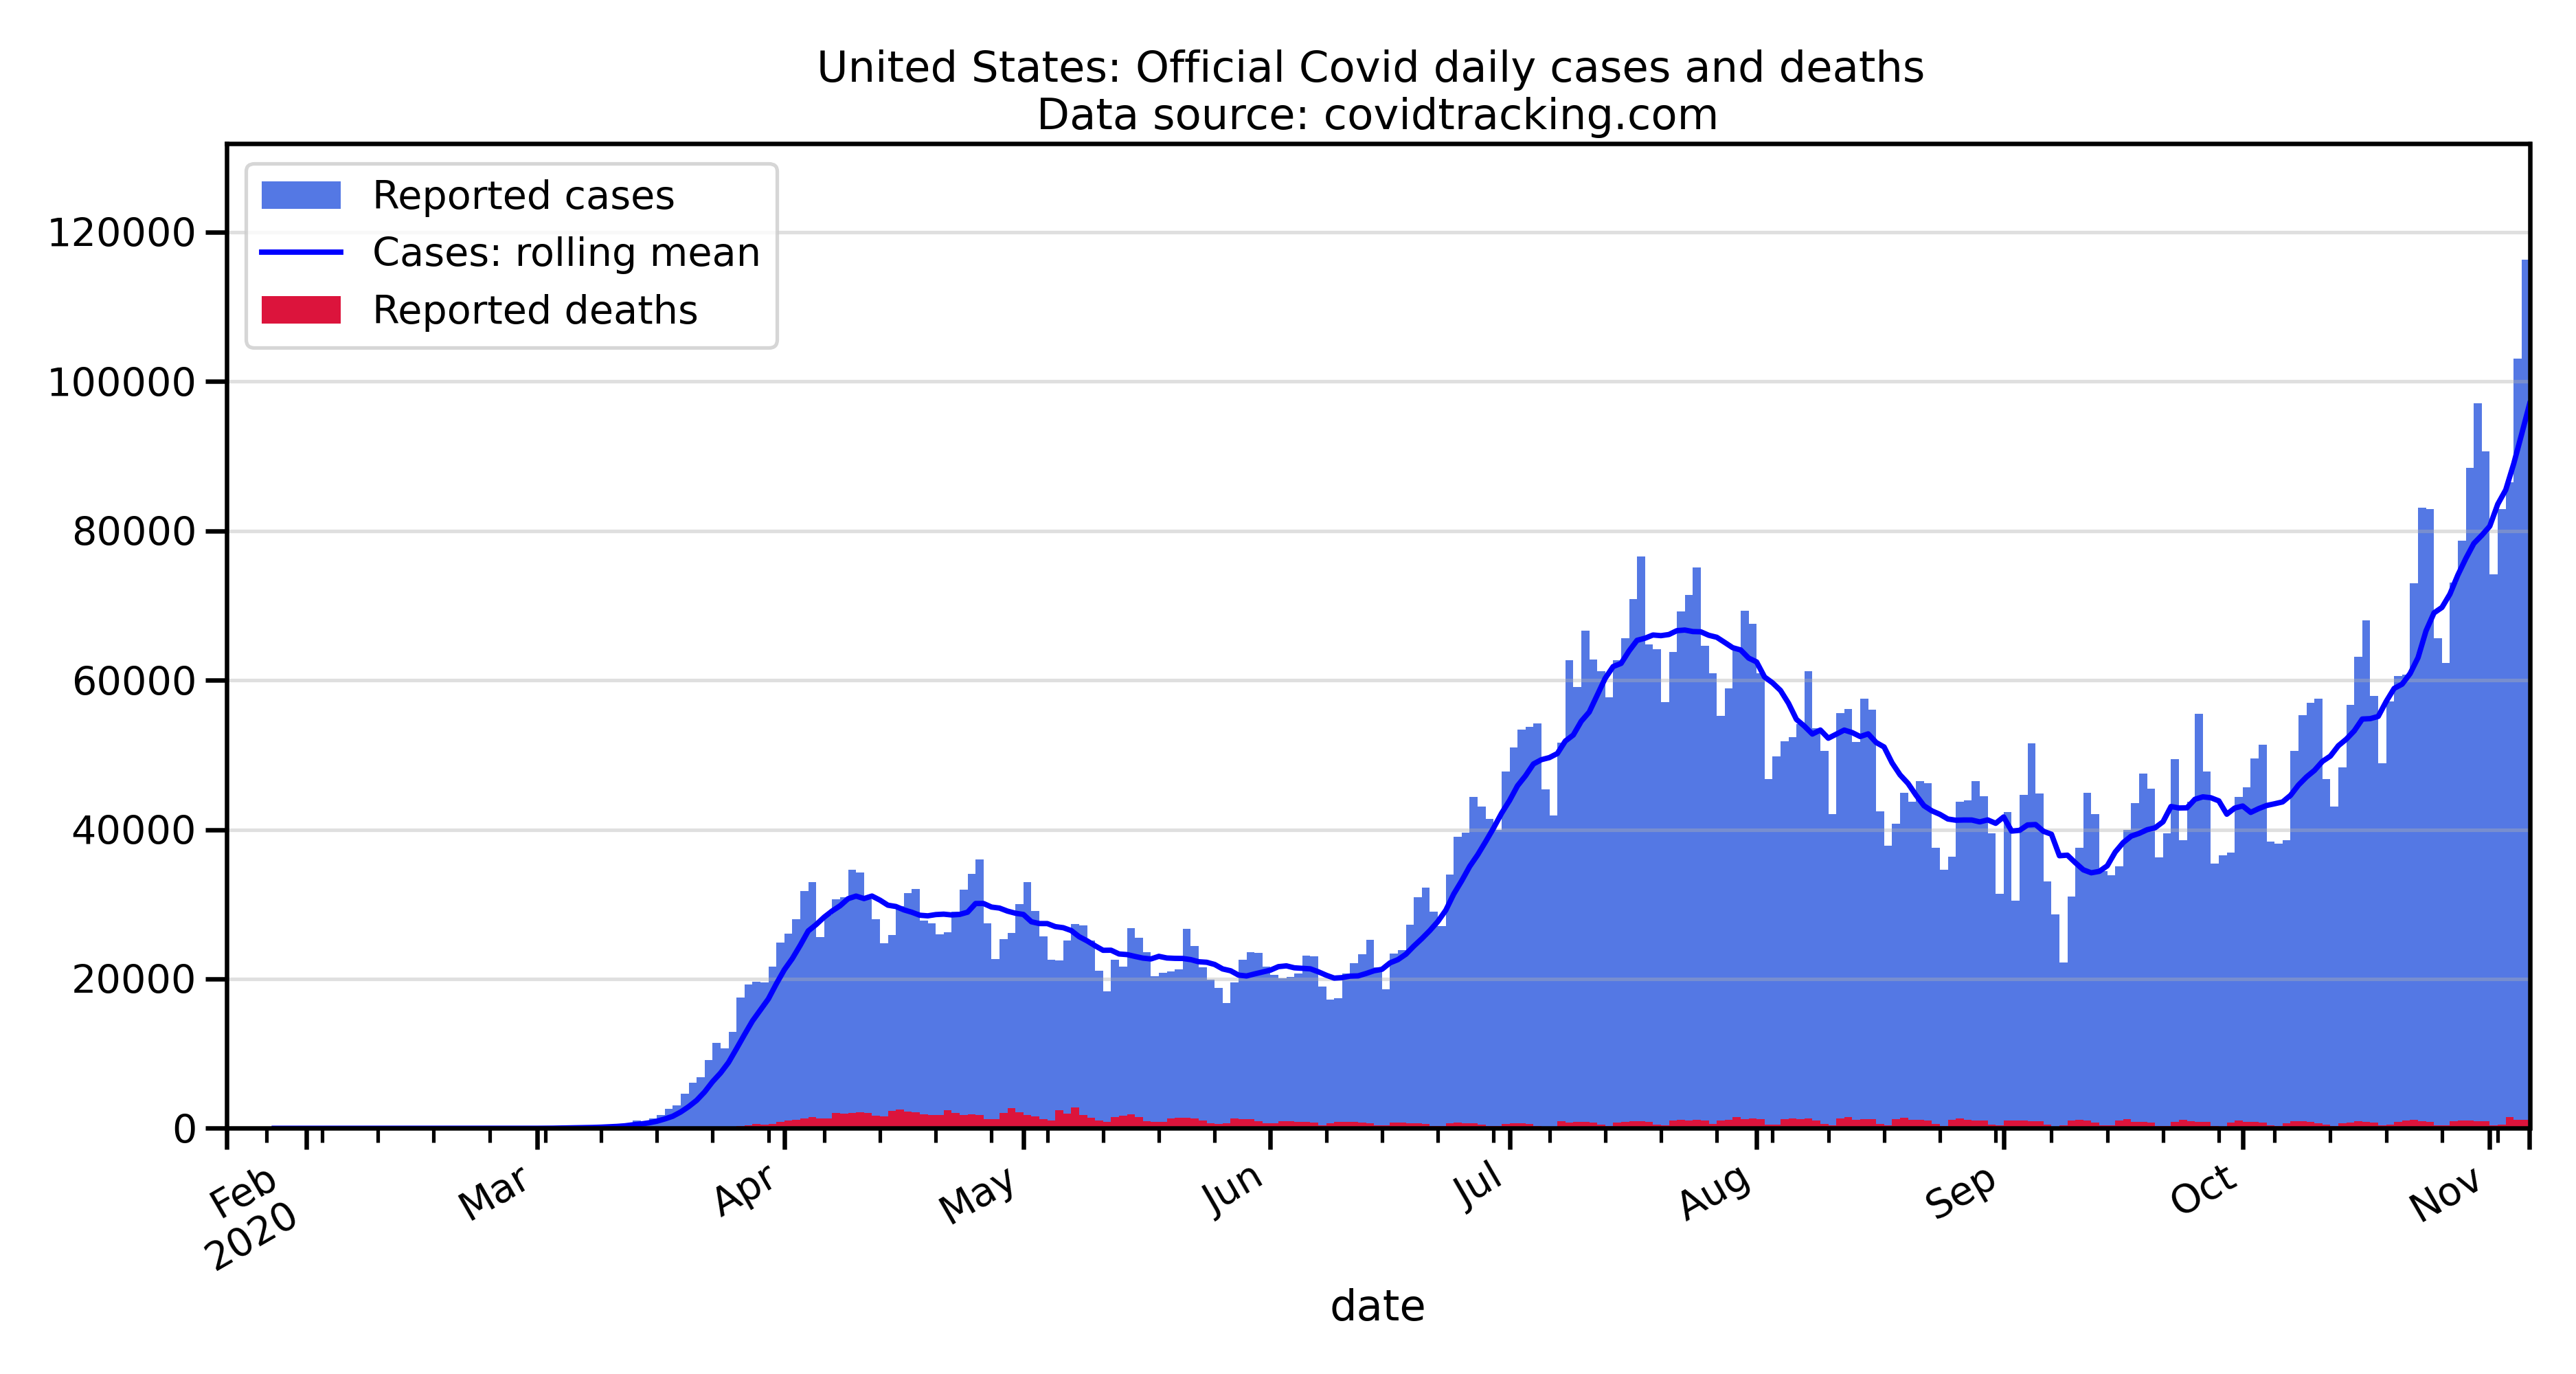 United States: Official Covid daily cases and deaths
Data source: covidtracking.com
Reported cases
Cases: rolling mean
Reported deaths
120000
100000
80000
60000
40000
20000
0
Feb
2020
Mar
Apr
May
Jun
Jul
Aug
Sep
Oct
Nov
date